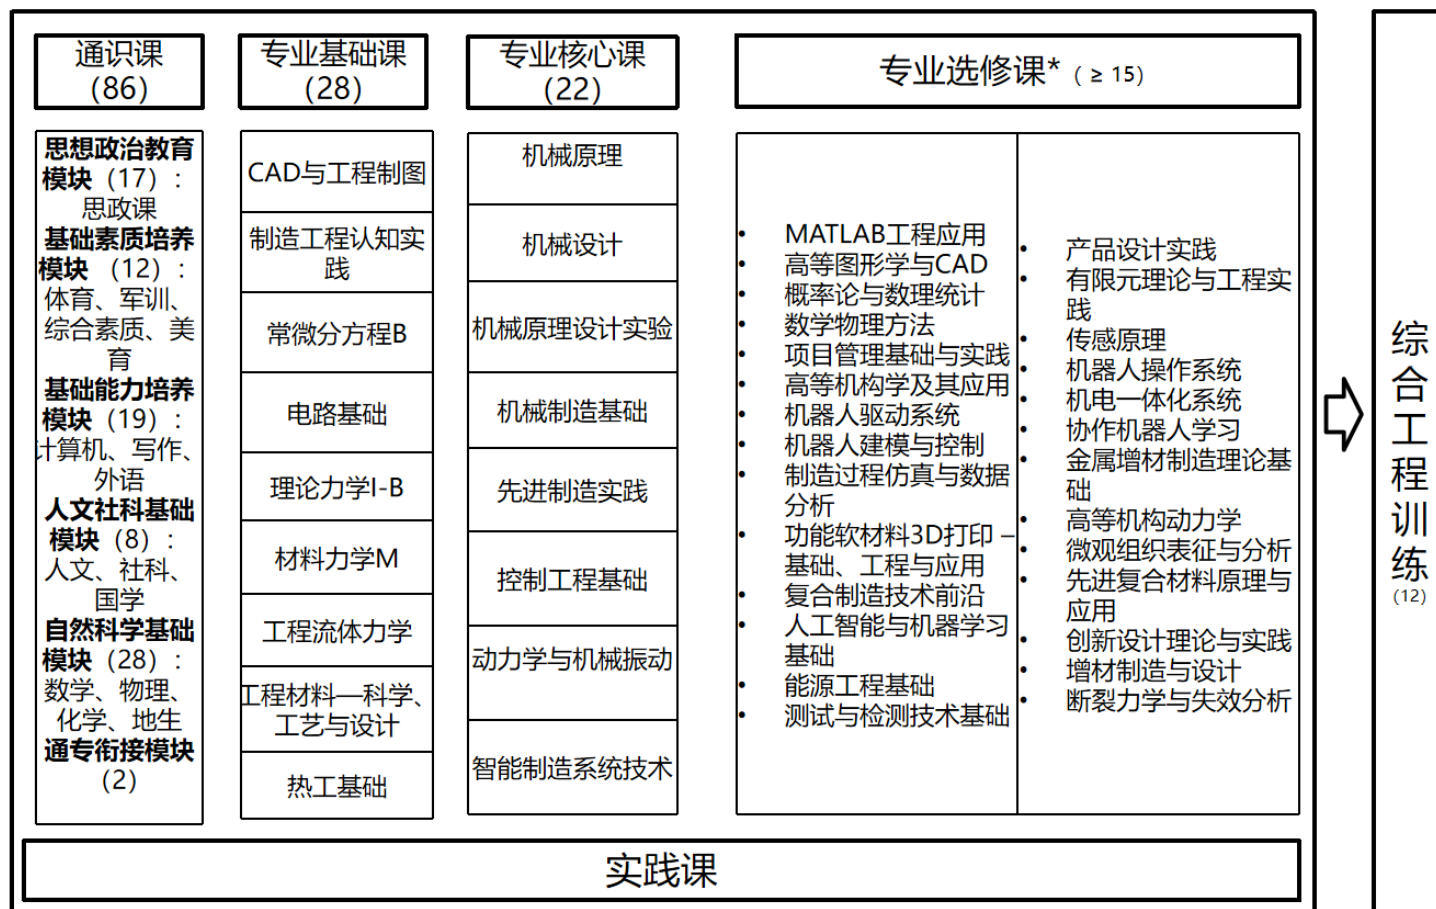 通识课
（86）
思想政治教育
模块（17）：
思政课
基础素质培养
模块 （12）：
体育、军训、
综合素质、美
育
基础能力培养
模块（19）：
计算机、写作、
外语
人文社科基础
模块（8）：
人文、社科、
国学
自然科学基础
模块（28）：
数学、物理、
化学、地生
通专衔接模块
（2）
专业基础课
（28）
CAD与工程制图
制造工程认知实
践
常微分方程B
电路基础
理论力学I-B
材料力学M
工程流体力学
工程材料—科学、
工艺与设计
热工基础
专业核心课
（22）
机械原理
机械设计
机械原理设计实验
机械制造基础
先进制造实践
控制工程基础
动力学与机械振动
智能制造系统技术
专业选修课*（ ≥ 15）
• MATLAB工程应用
• 高等图形学与CAD
• 概率论与数理统计
• 数学物理方法
• 项目管理基础与实践
• 高等机构学及其应用
• 机器人驱动系统
• 机器人建模与控制
• 制造过程仿真与数据
分析
• 功能软材料3D打印 –
基础、工程与应用
• 复合制造技术前沿
• 人工智能与机器学习
基础
• 能源工程基础
• 测试与检测技术基础
• 产品设计实践
• 有限元理论与工程实
践
• 传感原理
• 机器人操作系统
• 机电一体化系统
• 协作机器人学习
• 金属增材制造理论基
础
• 高等机构动力学
• 微观组织表征与分析
• 先进复合材料原理与
应用
• 创新设计理论与实践
• 增材制造与设计
• 断裂力学与失效分析
实践课
综合工程训练
（12）